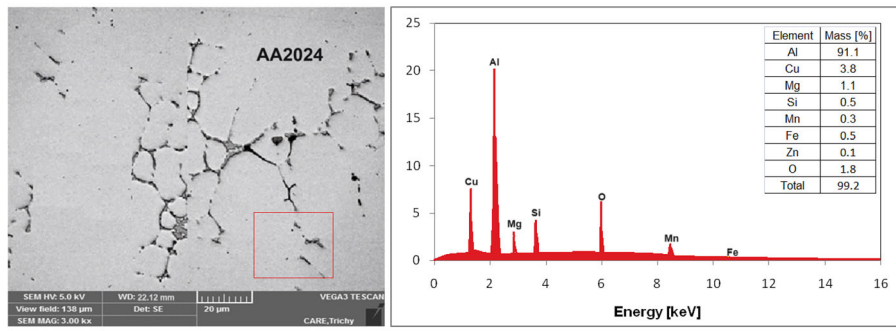 AA2024
SEM HV: 5.0 kV WD: 22.12 mm VEGA3 TESCAN
View field: 138 µm Det: SE 20 µm
SEM MAG: 3.00 kx CARE,Trichy
25
20
15
10
5
0
0 2 4 6 8 10 12 14 16
Energy [keV]
Cu
Al
Mg
Si
O
Mn
Fe
Element Mass [%]
Al 91.1
Cu 3.8
Mg 1.1
Si 0.5
Mn 0.3
Fe 0.5
Zn 0.1
O 1.8
Total 99.2